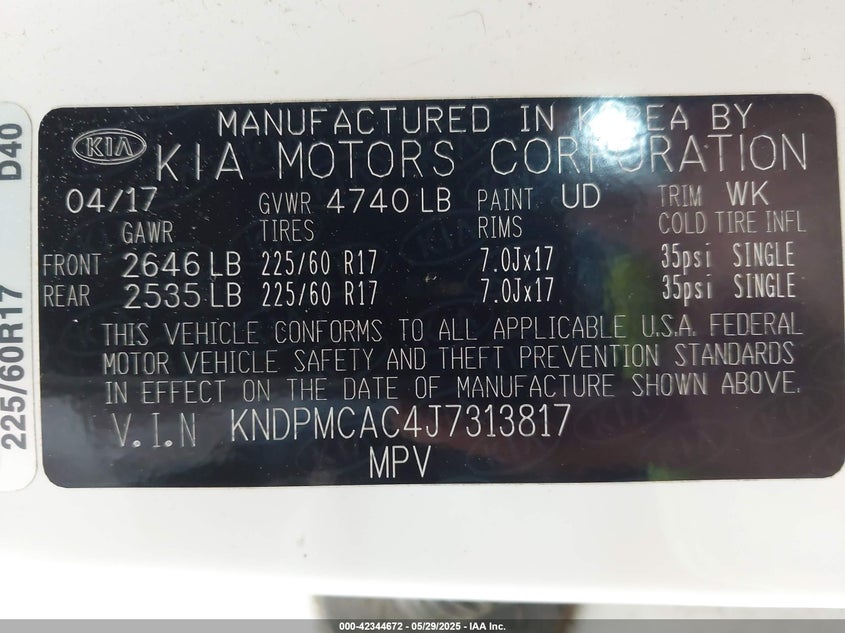 MANUFACTURED IN KOREA BY
KIA
KIA MOTORS CORPORATION
04/17 GVWR 4740 LB PAINT UD TRIM WK
GAWR TIRES RIMS COLD TIRE INFL
FRONT 2646 LB 225/60 R17 7.0Jx17 35psi SINGLE
REAR 2535 LB 225/60 R17 7.0Jx17 35psi SINGLE
THIS VEHICLE CONFORMS TO ALL APPLICABLE U.S.A. FEDERAL
MOTOR VEHICLE SAFETY AND THEFT PREVENTION STANDARDS
IN EFFECT ON THE DATE OF MANUFACTURE SHOWN ABOVE.
V.I.N KNDPMCAC4J7313817
MPV
225/60R17 D40
000-42344672 - 05/29/2025 - IAA Inc.